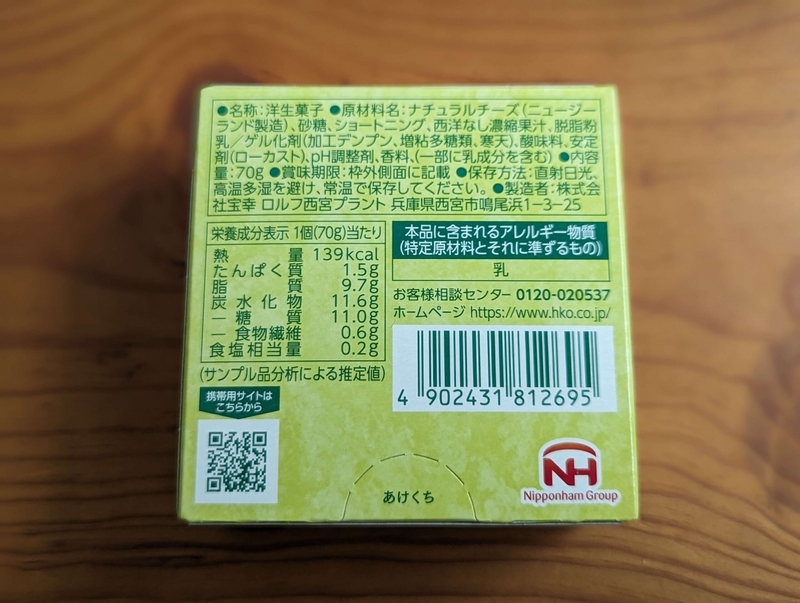 ●名称:洋生菓子 ●原材料名:ナチュラルチーズ(ニュージー
ランド製造)、砂糖、ショートニング、西洋なし濃縮果汁、脱脂粉
乳/ゲル化剤(加工デンプン、増粘多糖類、寒天)、酸味料、安定
剤(ローカスト)、pH調整剤、香料、(一部に乳成分を含む) ●内容
量:70g ●賞味期限:枠外側面に記載 ●保存方法:直射日光、
高温多湿を避け、常温で保存してください。 ●製造者:株式会
社宝幸 ロルフ西宮プラント 兵庫県西宮市鳴尾浜1-3-25
栄養成分表示 1個(70g)当たり
熱量 139kcal
たんぱく質 1.5g
脂質 9.7g
炭水化物 11.6g
ー糖質 11.0g
ー食物繊維 0.6g
食塩相当量 0.2g
(サンプル品分析による推定値)
本品に含まれるアレルギー物質
(特定原材料とそれに準ずるもの)
乳
お客様相談センター 0120-020537
ホームページ https://www.hko.co.jp/
4 902431 812695
携帯用サイトは
こちらから
あけくち
NH
Nipponham Group